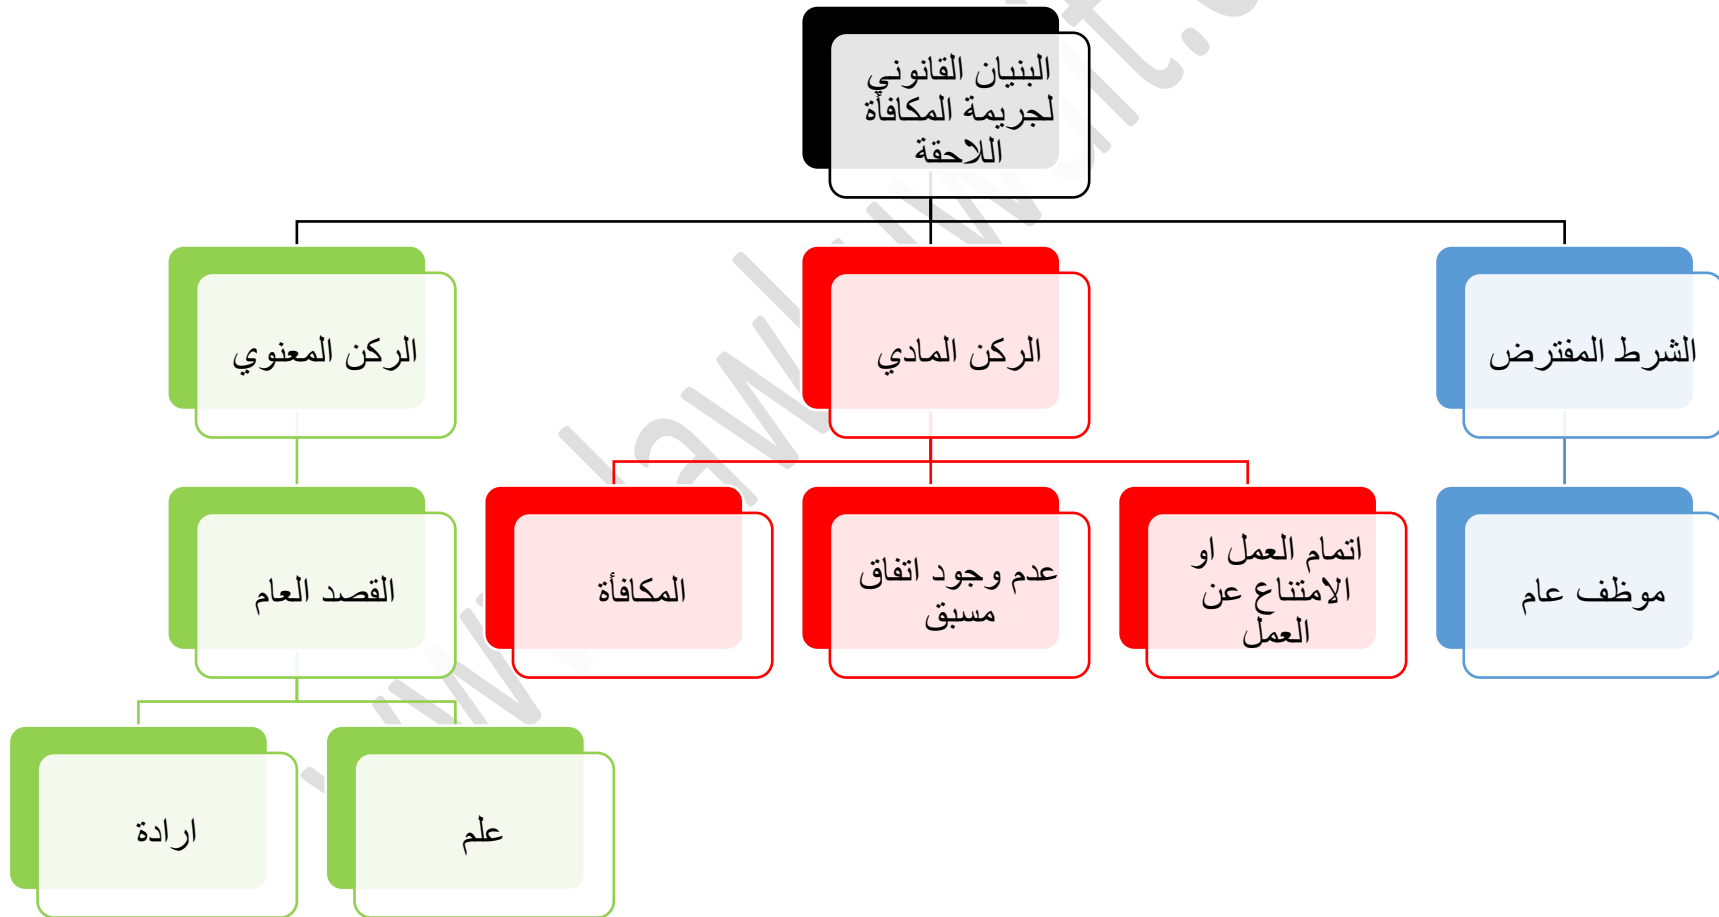 البنيان القانوني
لجريمة المكافأة
اللاحقة
الشرط المفترض
الركن المادي
الركن المعنوي
موظف عام
اتمام العمل او
الامتناع عن
العمل
عدم وجود اتفاق
مسبق
المكافأة
القصد العام
علم
ارادة